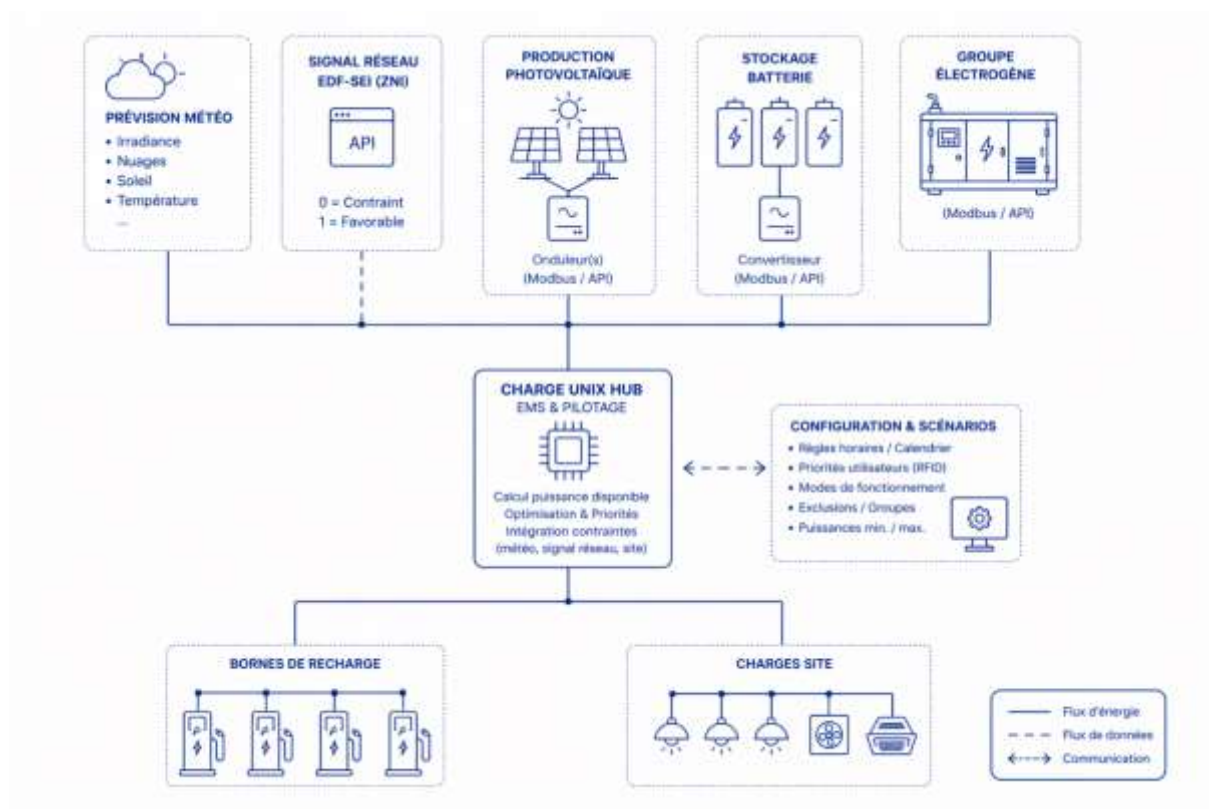 PRÉVISION MÉTÉO
• Irradiance
• Nuages
• Soleil
• Température
...
SIGNAL RÉSEAU
EDF-SEI (ZNI)
API
0 = Contraint
1 = Favorable
PRODUCTION
PHOTOVOLTAÏQUE
Onduleur(s)
(Modbus / API)
STOCKAGE
BATTERIE
Convertisseur
(Modbus / API)
GROUPE
ÉLECTROGÈNE
(Modbus / API)
CHARGE UNIX HUB
EMS & PILOTAGE
Calcul puissance disponible
Optimisation & Priorités
Intégration contraintes
(météo, signal réseau, site)
CONFIGURATION & SCÉNARIOS
• Règles horaires / Calendrier
• Priorités utilisateurs (RFID)
• Modes de fonctionnement
• Exclusions / Groupes
• Puissances min. / max.
BORNES DE RECHARGE
CHARGES SITE
Flux d'énergie
Flux de données
Communication